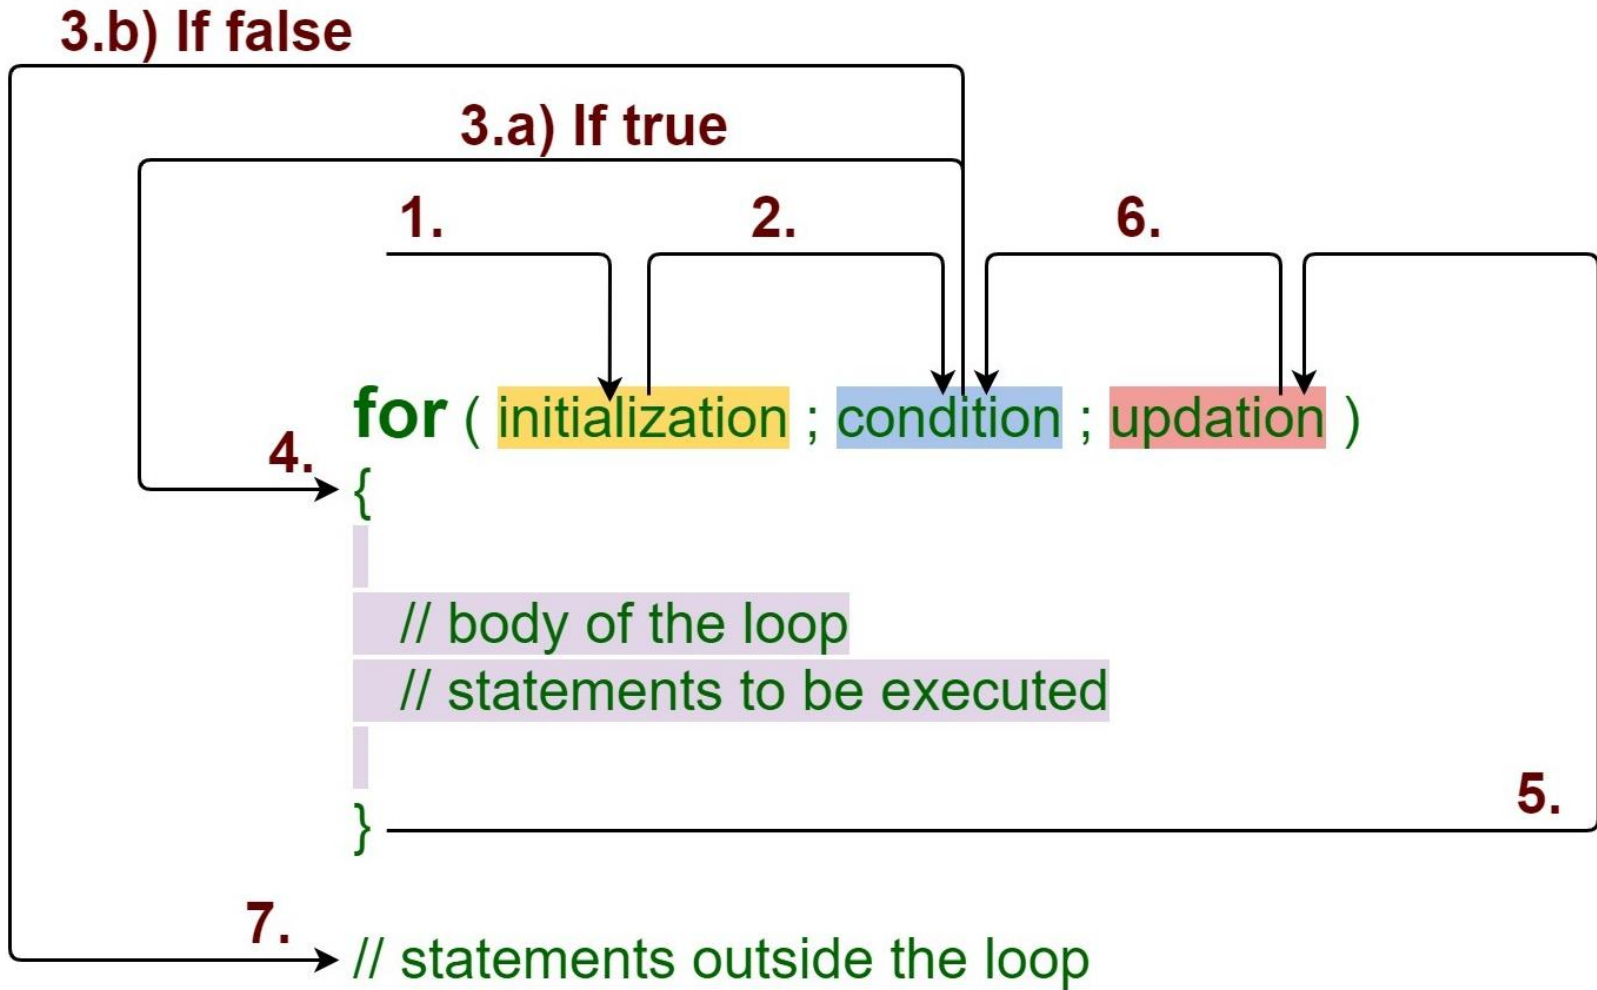 3.b) If false
3.a) If true
1. 2. 6.
for ( initialization ; condition ; updation )
4.
{
// body of the loop
// statements to be executed
5.
}
7.
// statements outside the loop